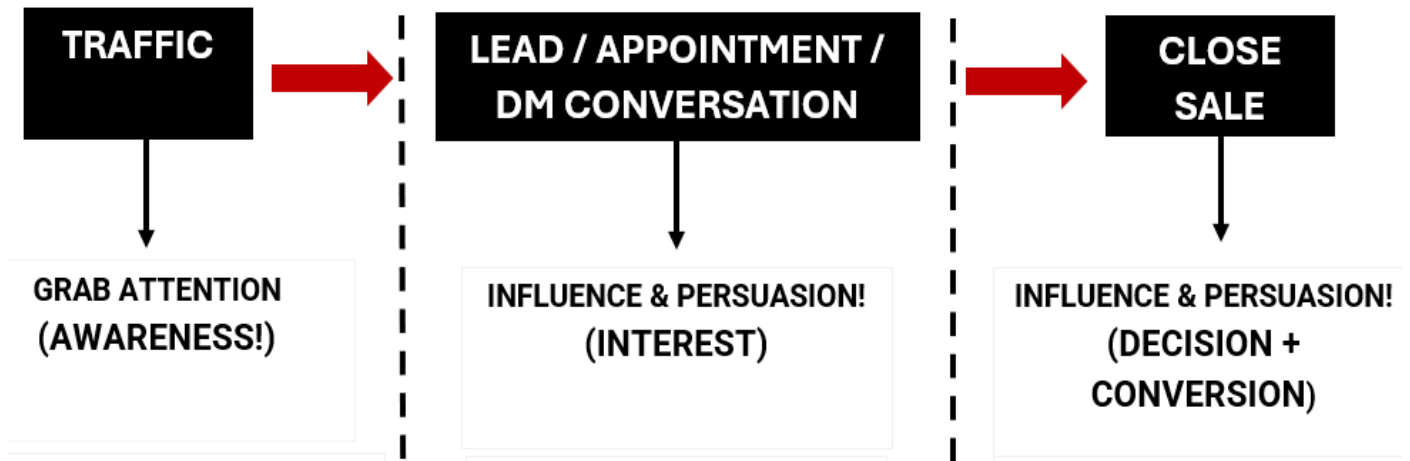 TRAFFIC
LEAD / APPOINTMENT /
DM CONVERSATION
CLOSE
SALE
GRAB ATTENTION
(AWARENESS!)
INFLUENCE & PERSUASION!
(INTEREST)
INFLUENCE & PERSUASION!
(DECISION +
CONVERSION)